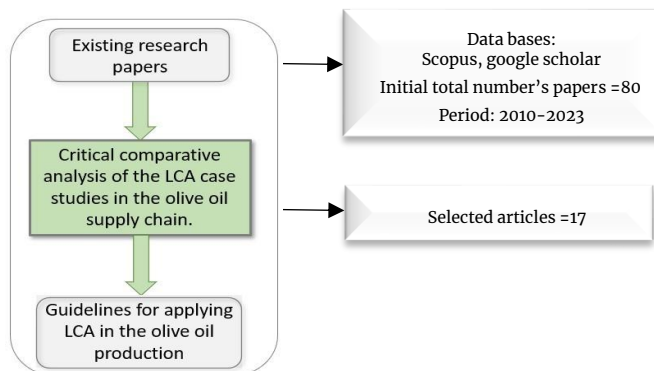 Existing research
papers
Data bases:
Scopus, google scholar
Initial total number's papers =80
Period: 2010-2023
Critical comparative
analysis of the LCA case
studies in the olive oil
supply chain.
Selected articles =17
Guidelines for applying
LCA in the olive oil
production